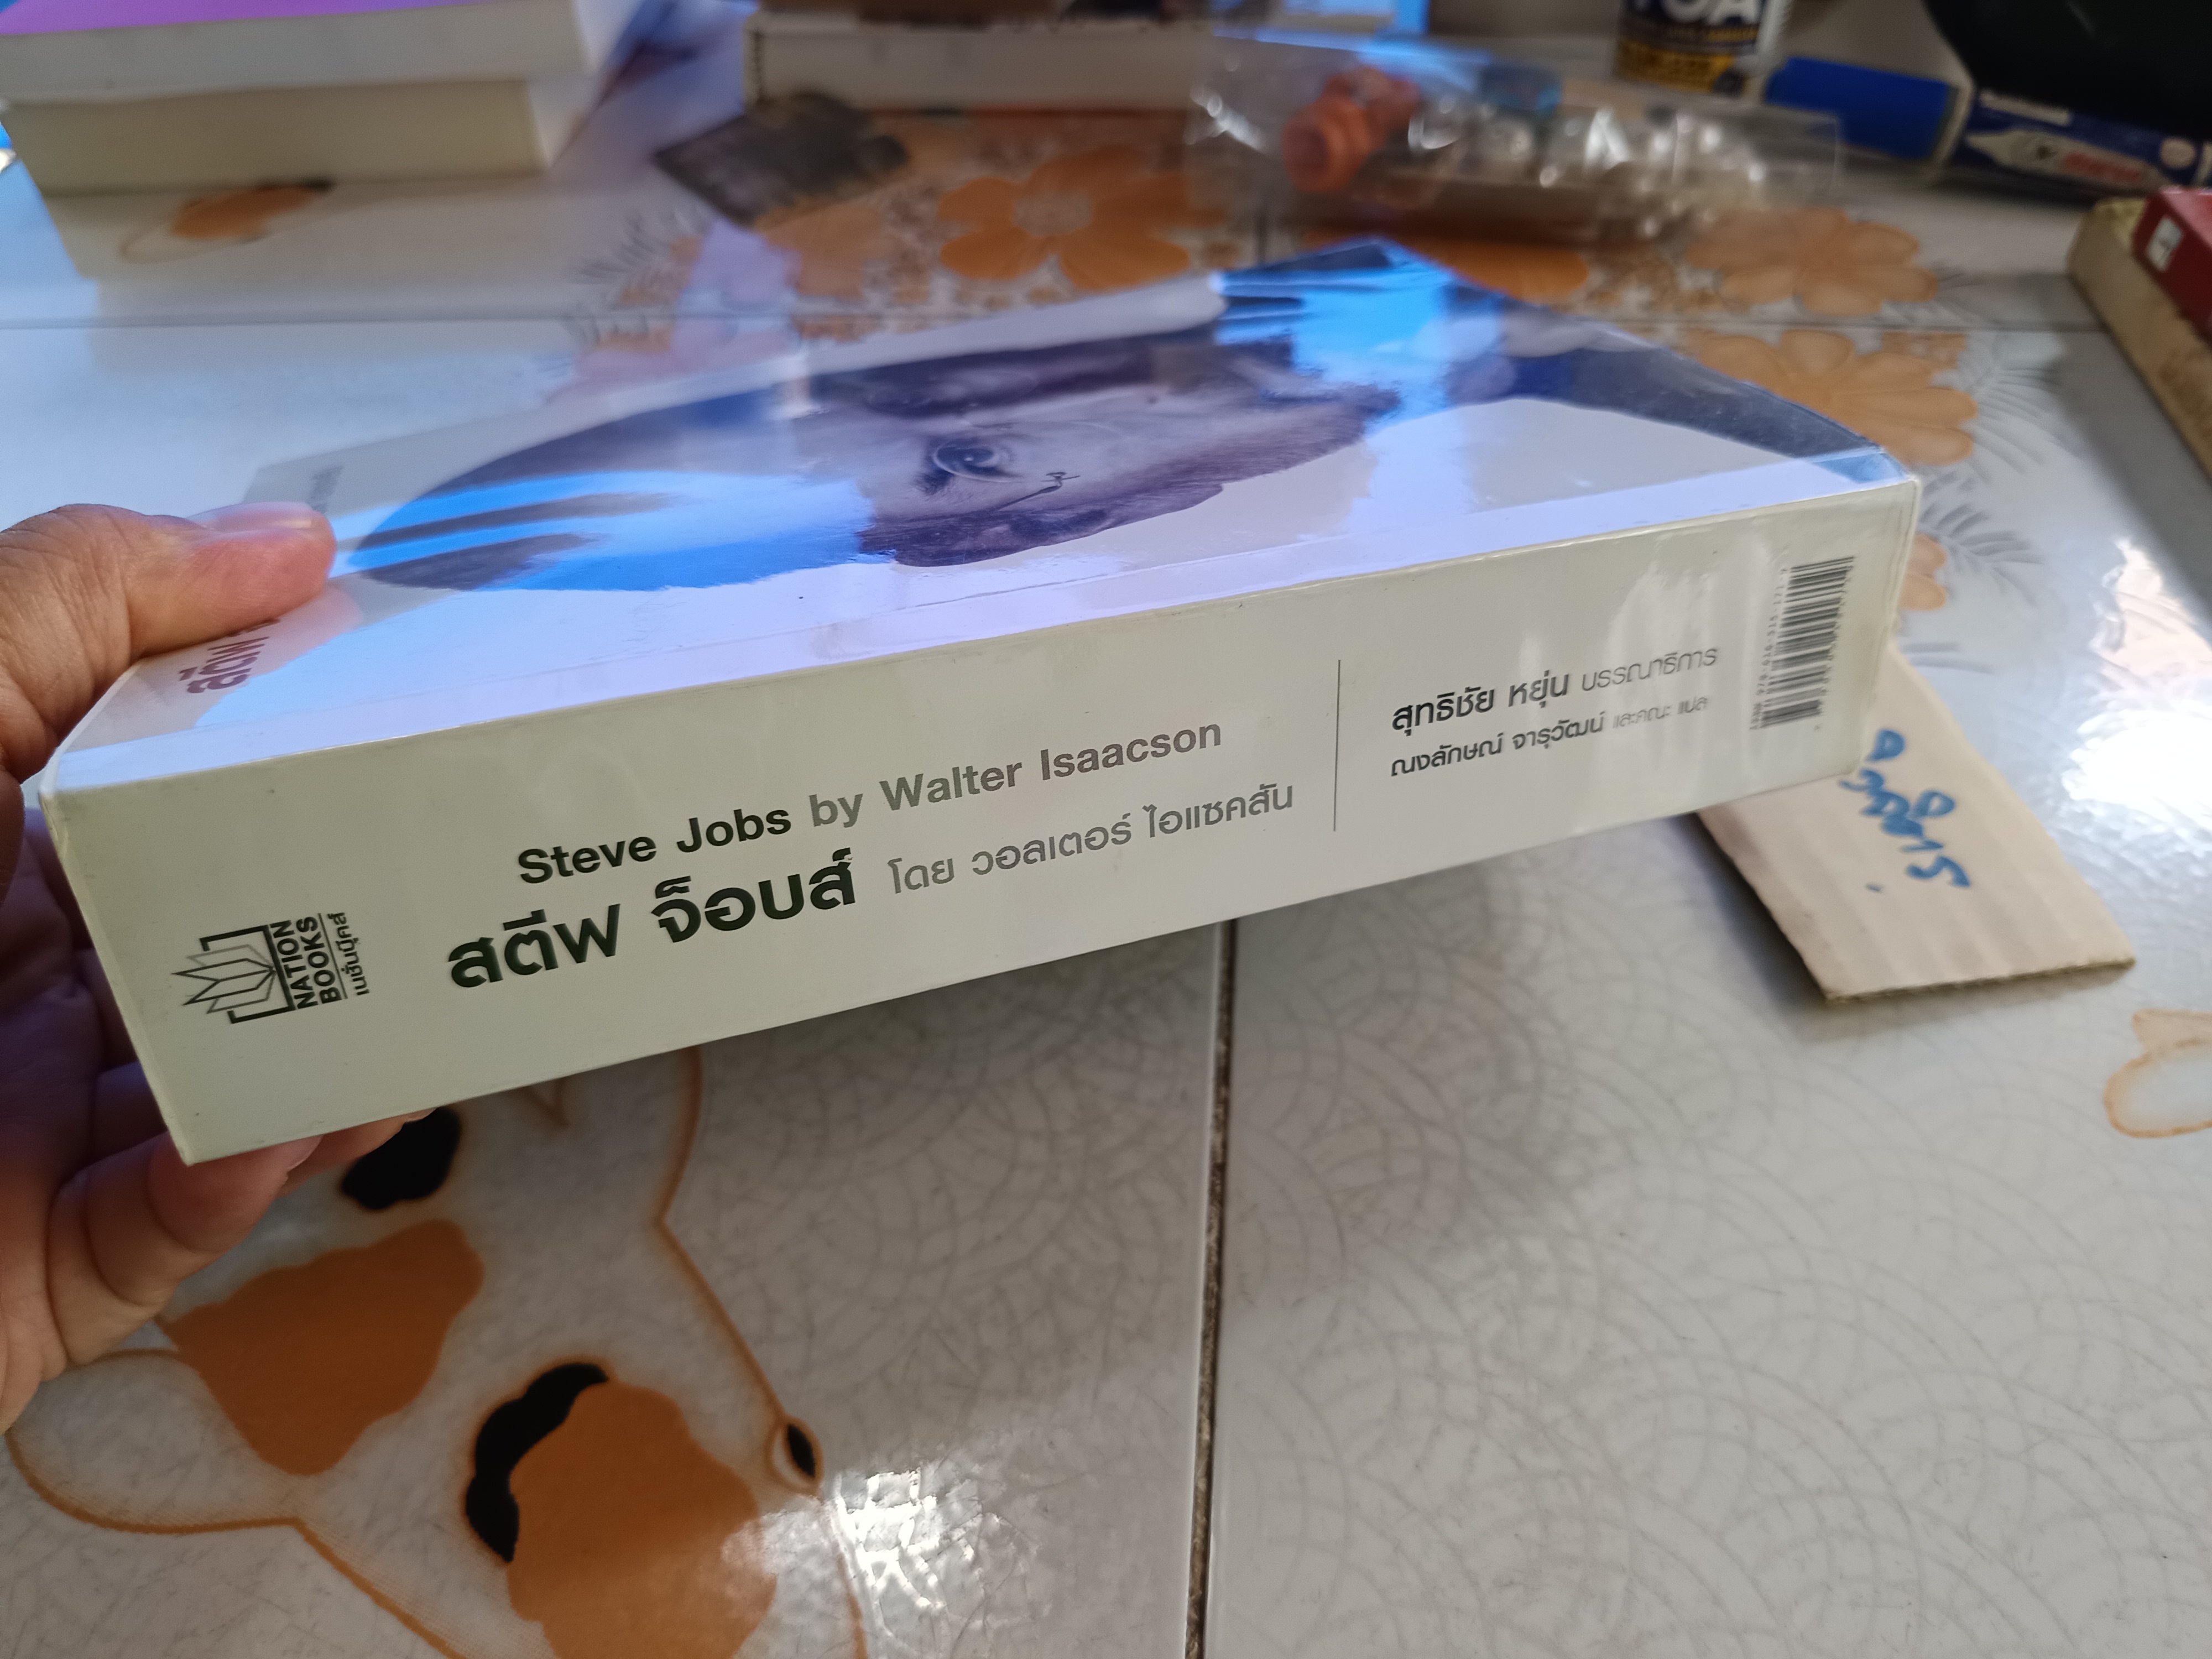 Steve Jobs by Walter Isaacson
สตีฟ จ็อบส์ โดย วอลเตอร์ ไอแซคสัน
สุทธิชัย หยุ่น บรรณาธิการ
ณงลักษณ์ จารุวัฒน์ และคณะ แปล
NATION
BOOKS
เนชั่นบุ๊คส์
สตีฟ